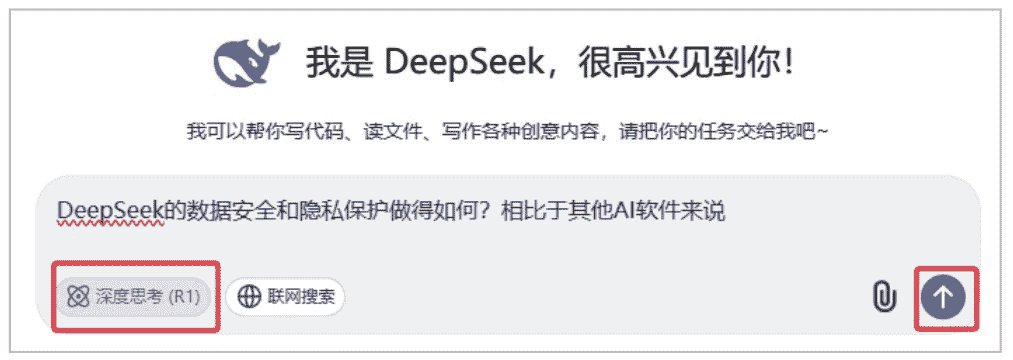 我是 DeepSeek，很高兴见到你！
我可以帮你写代码、读文件、写作各种创意内容，请把你的任务交给我吧~
DeepSeek的数据安全和隐私保护做得如何？相比于其他AI软件来说
深度思考 (R1) 联网搜索